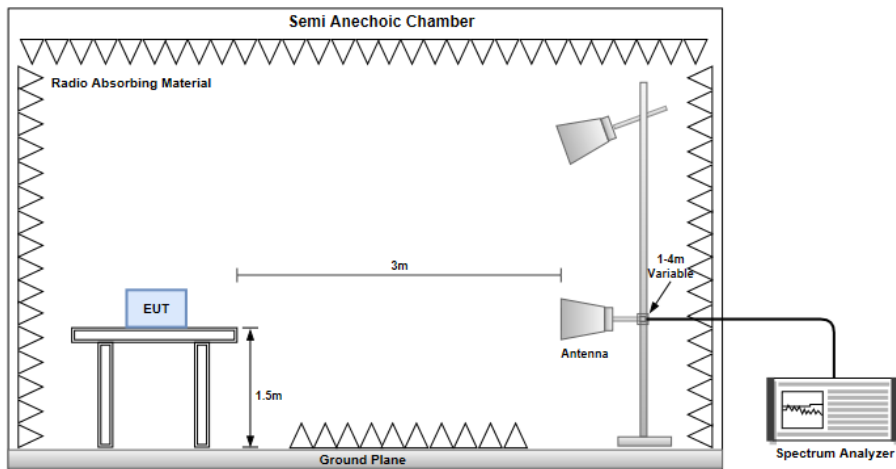 Semi Anechoic Chamber
Radio Absorbing Material
3m
1-4m
Variable
EUT
Antenna
1.5m
Ground Plane
Spectrum Analyzer